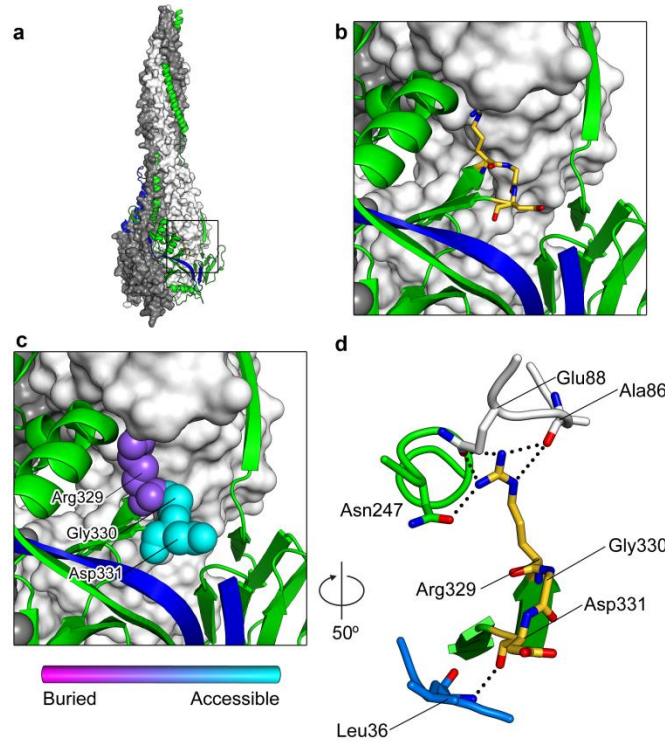 a
b
c
Arg329
Gly330
Asp331
Buried
Accessible
50º
d
Glu88
Ala86
Asn247
Gly330
Arg329
Asp331
Leu36